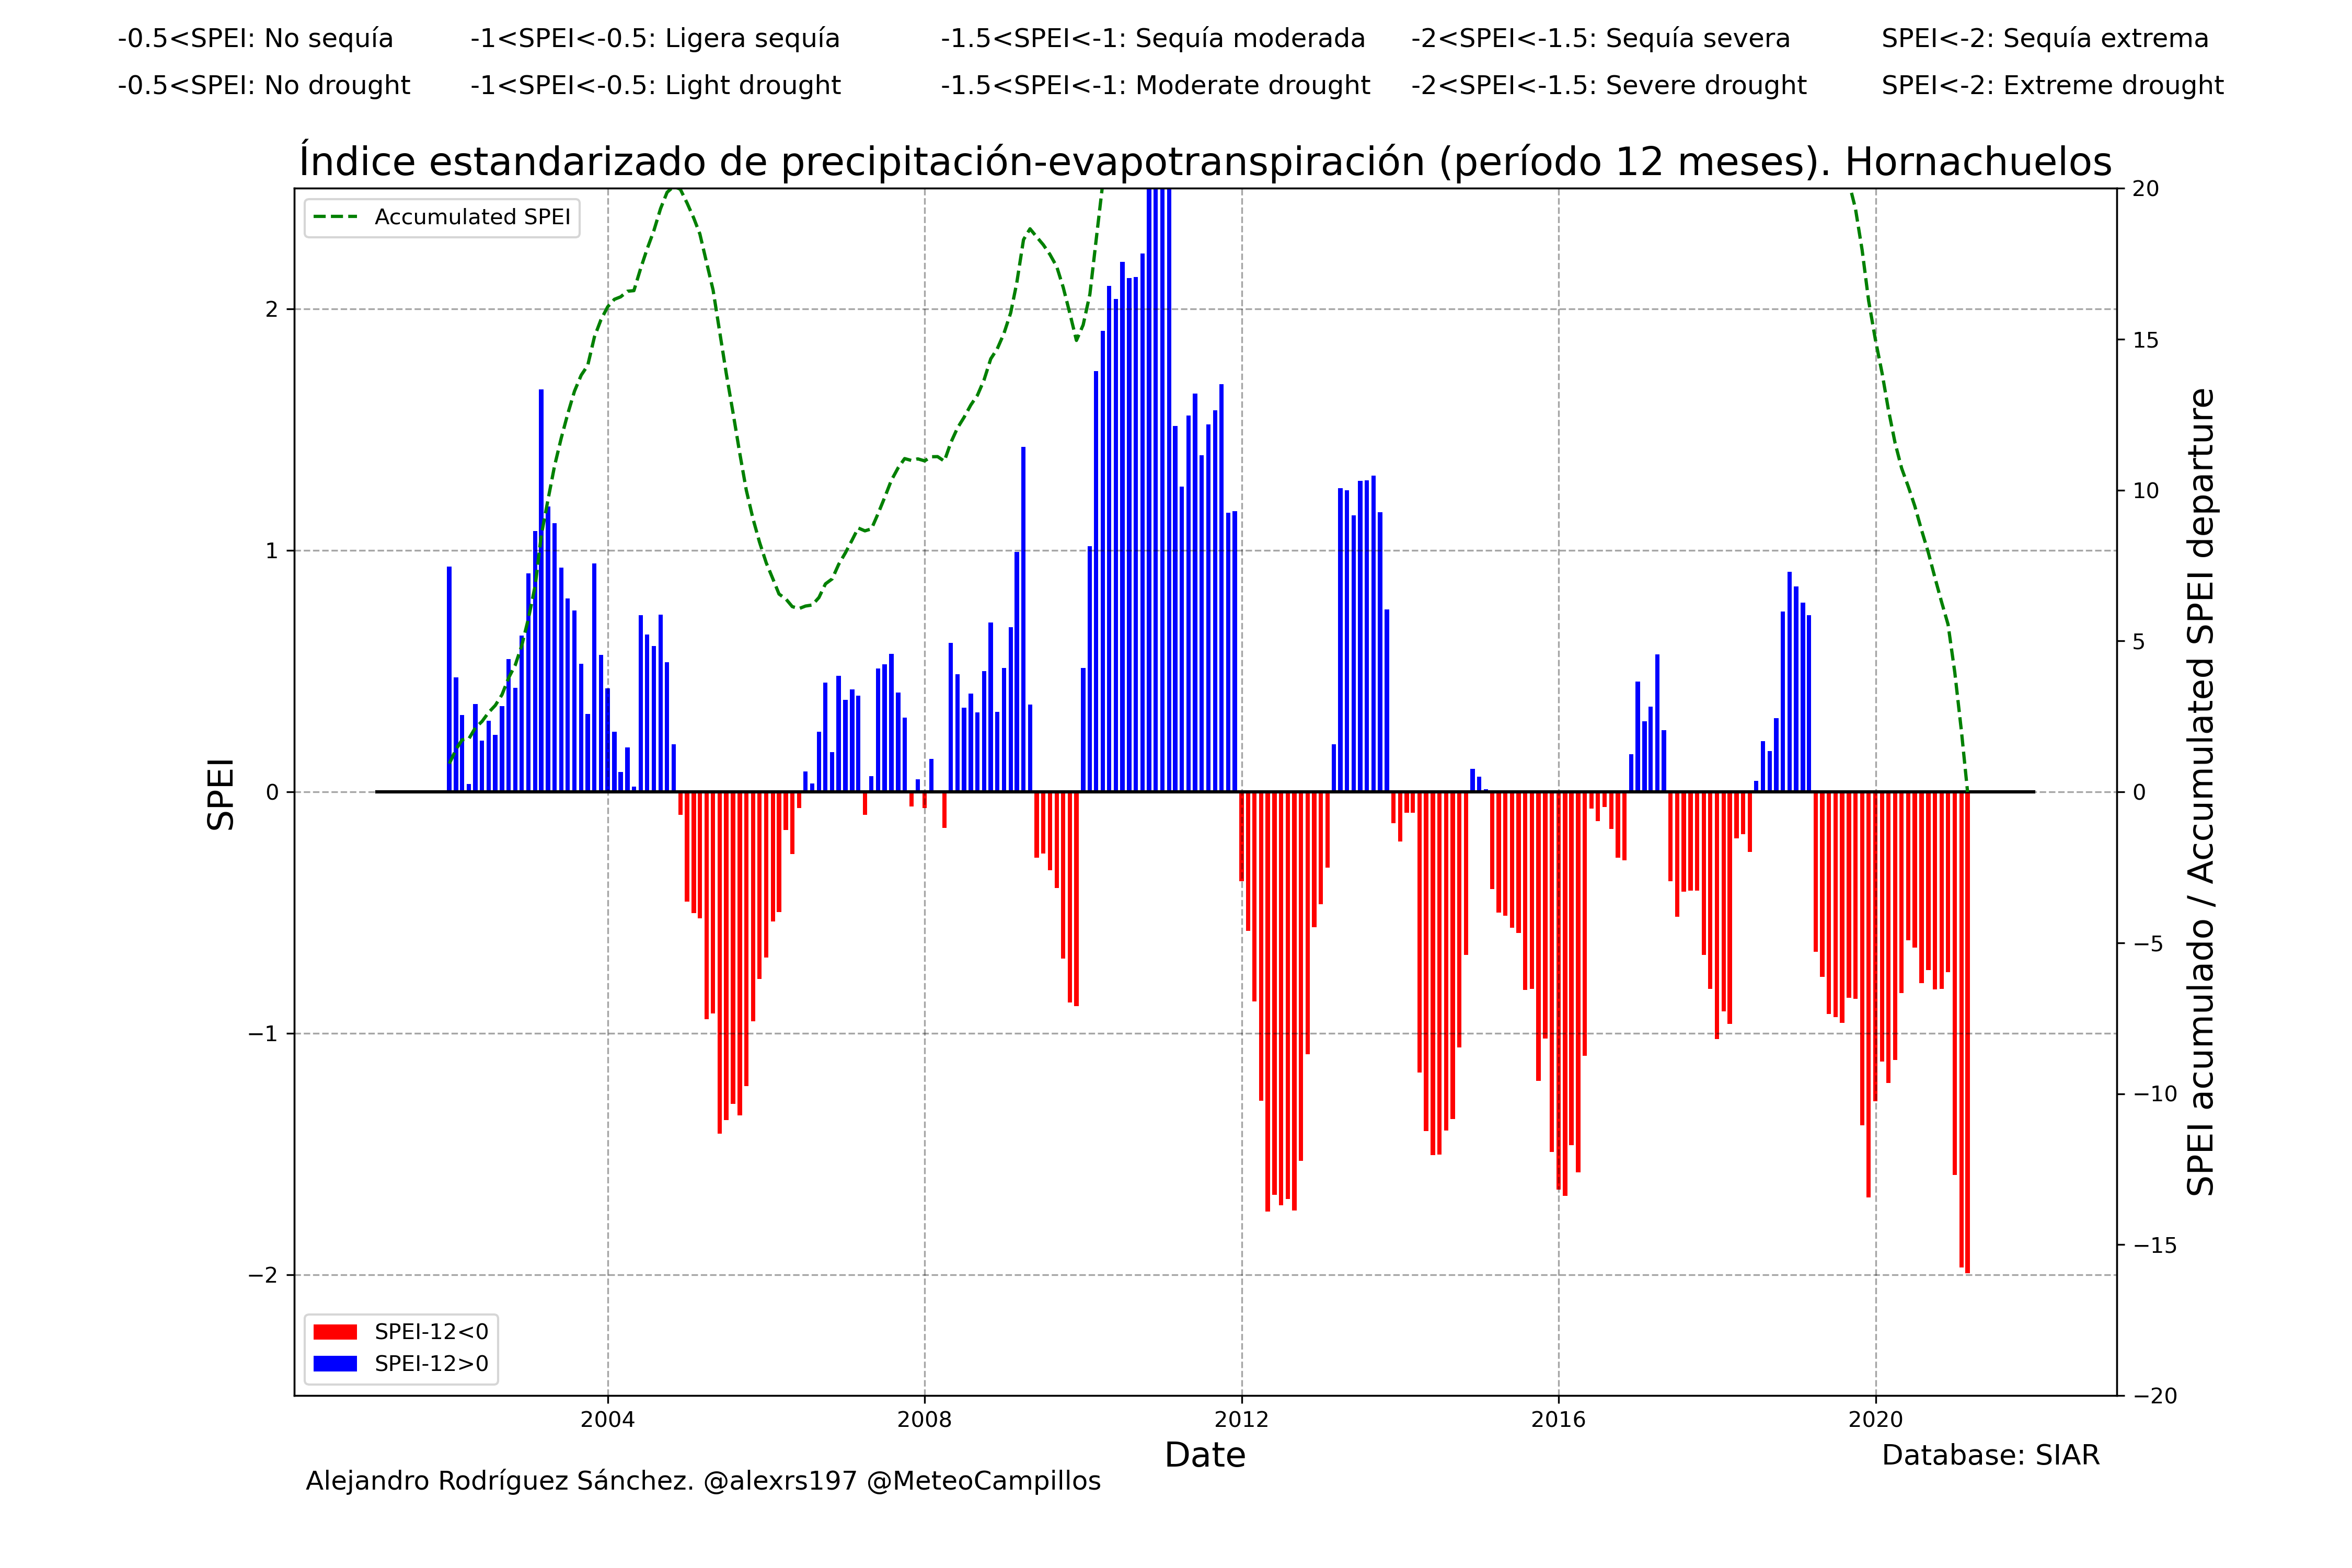 -0.5<SPEI: No sequía -1<SPEI<-0.5: Ligera sequía -1.5<SPEI<-1: Sequía moderada -2<SPEI<-1.5: Sequía severa SPEI<-2: Sequía extrema
-0.5<SPEI: No drought -1<SPEI<-0.5: Light drought -1.5<SPEI<-1: Moderate drought -2<SPEI<-1.5: Severe drought SPEI<-2: Extreme drought
Índice estandarizado de precipitación-evapotranspiración (período 12 meses). Hornachuelos
Accumulated SPEI
SPEI
2
1
0
−1
−2
20
15
10
5
0
−5
−10
−15
−20
SPEI acumulado / Accumulated SPEI departure
SPEI-12<0
SPEI-12>0
2004 2008 2012 2016 2020
Date
Database: SIAR
Alejandro Rodríguez Sánchez. @alexrs197 @MeteoCampillos